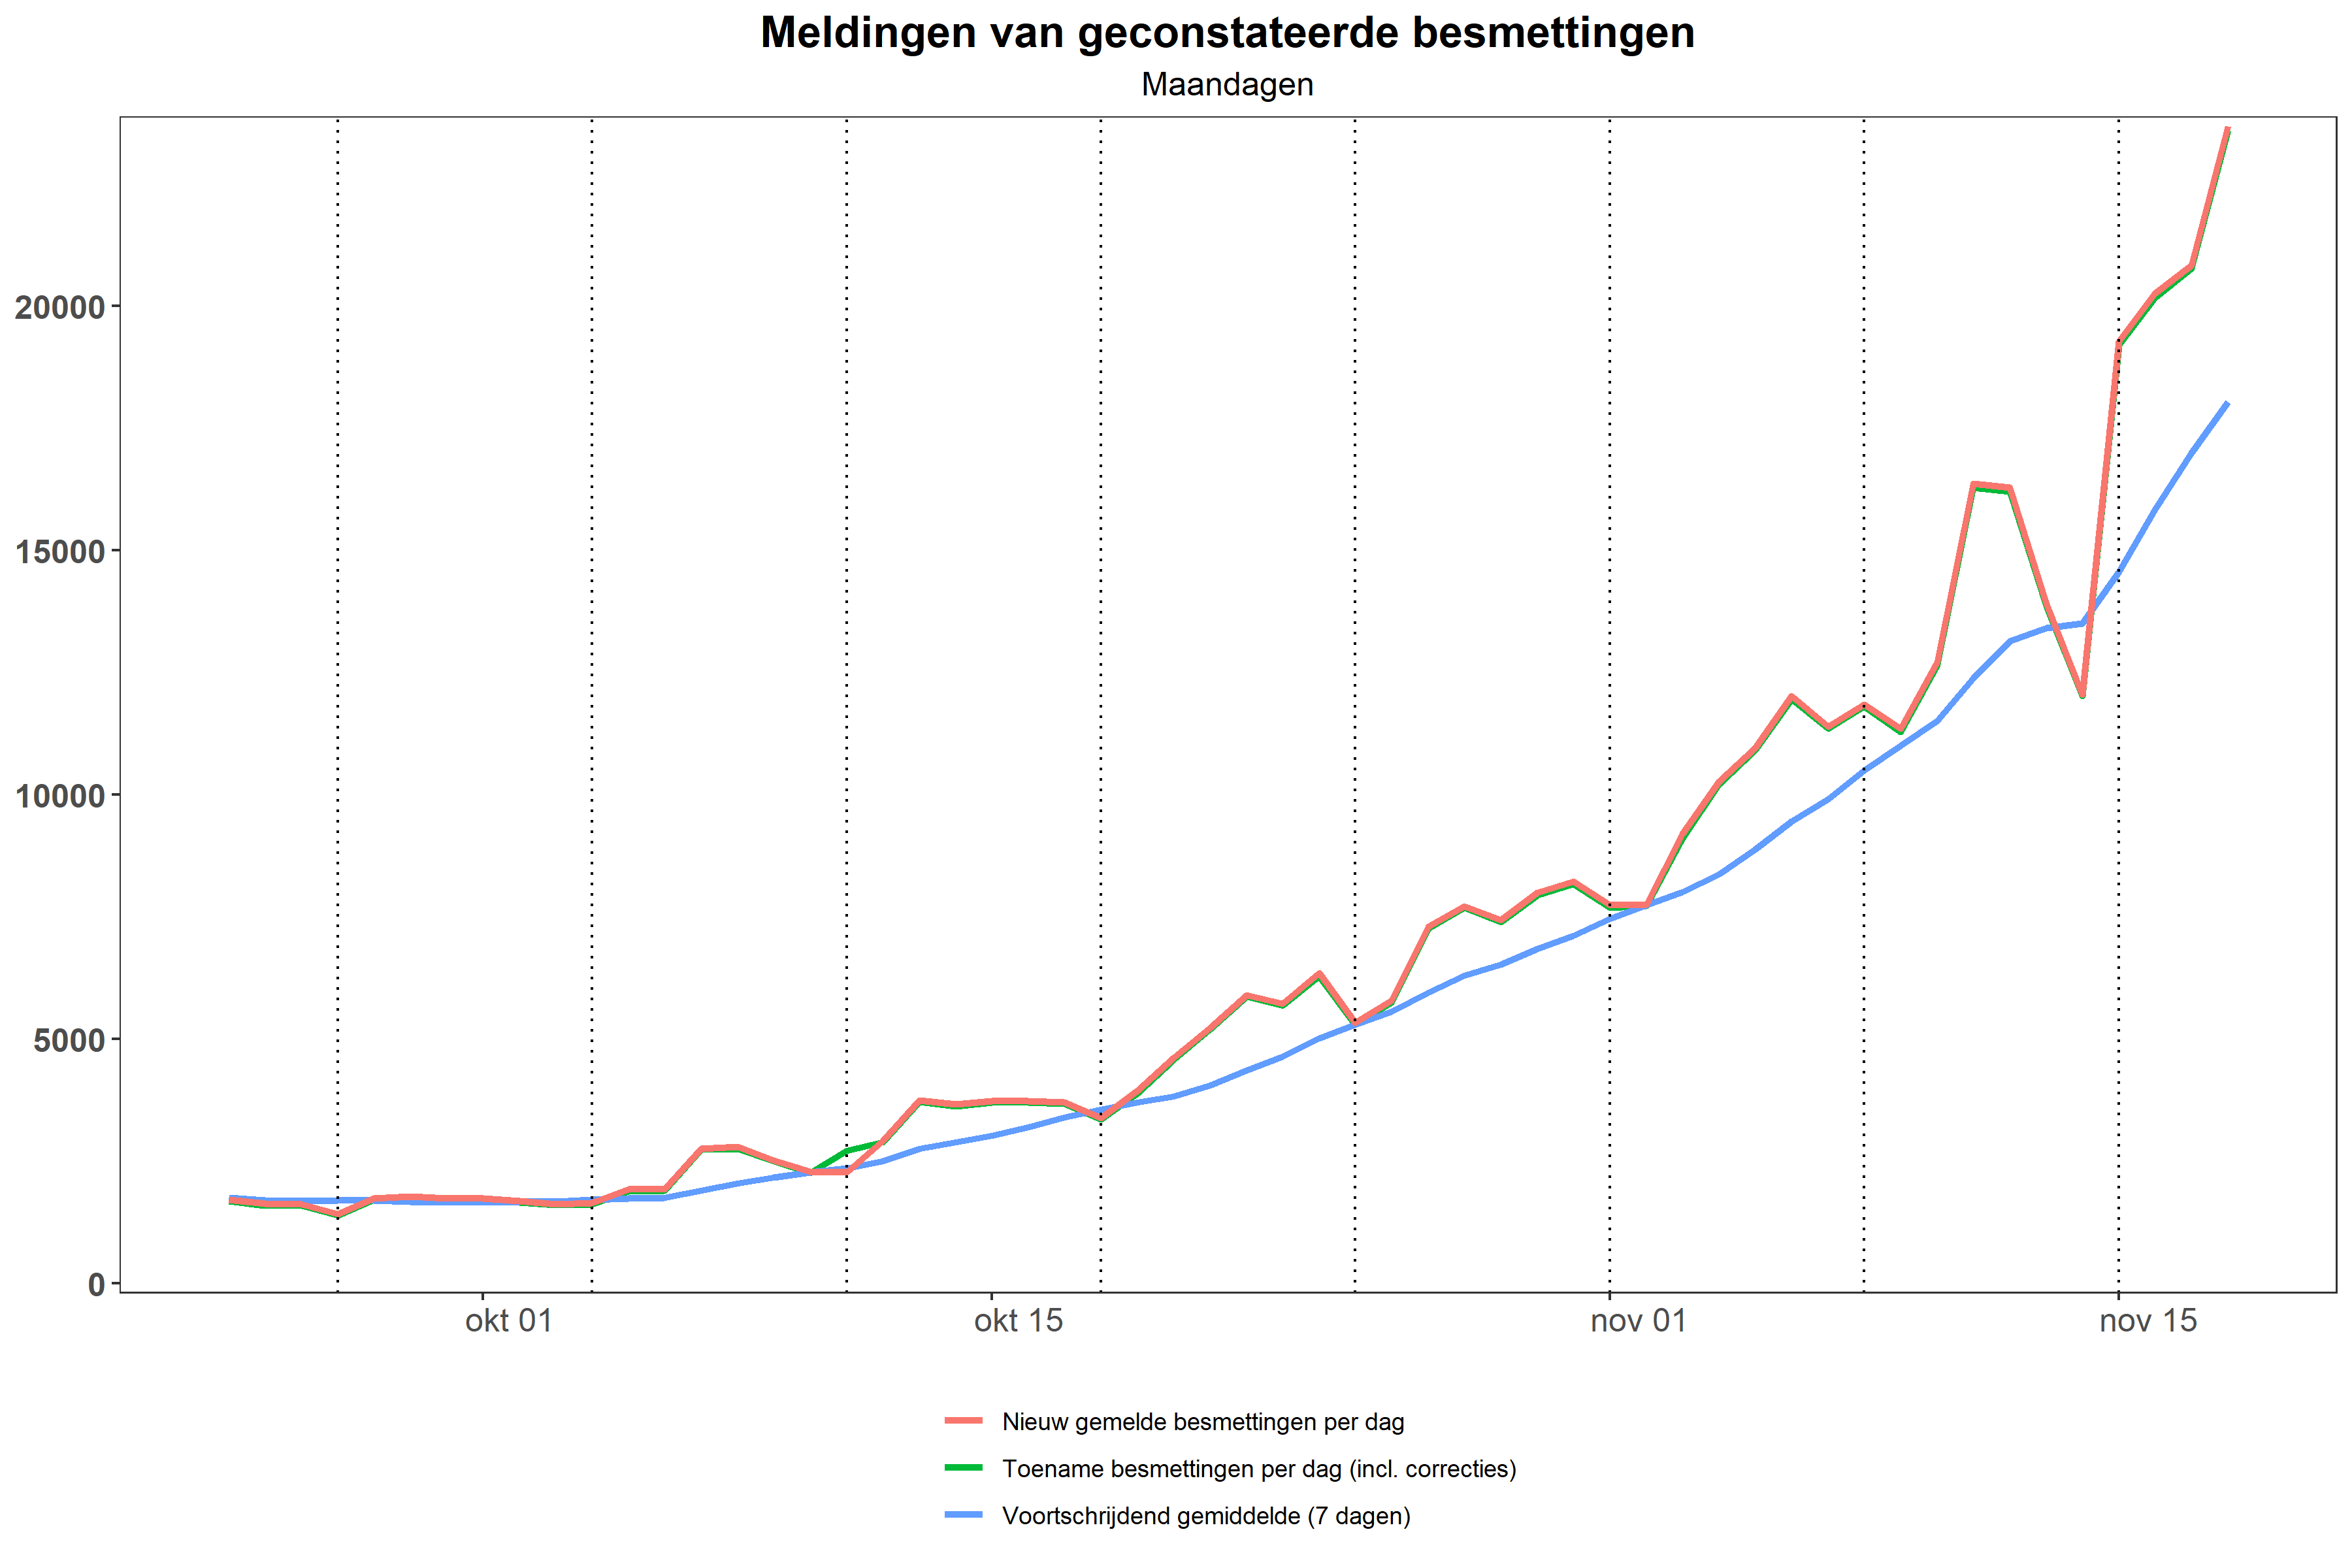 Meldingen van geconstateerde besmettingen
Maandagen
20000
15000
10000
5000
0
okt 01
okt 15
nov 01
nov 15
Nieuw gemelde besmettingen per dag
Toename besmettingen per dag (incl. correcties)
Voortschrijdend gemiddelde (7 dagen)